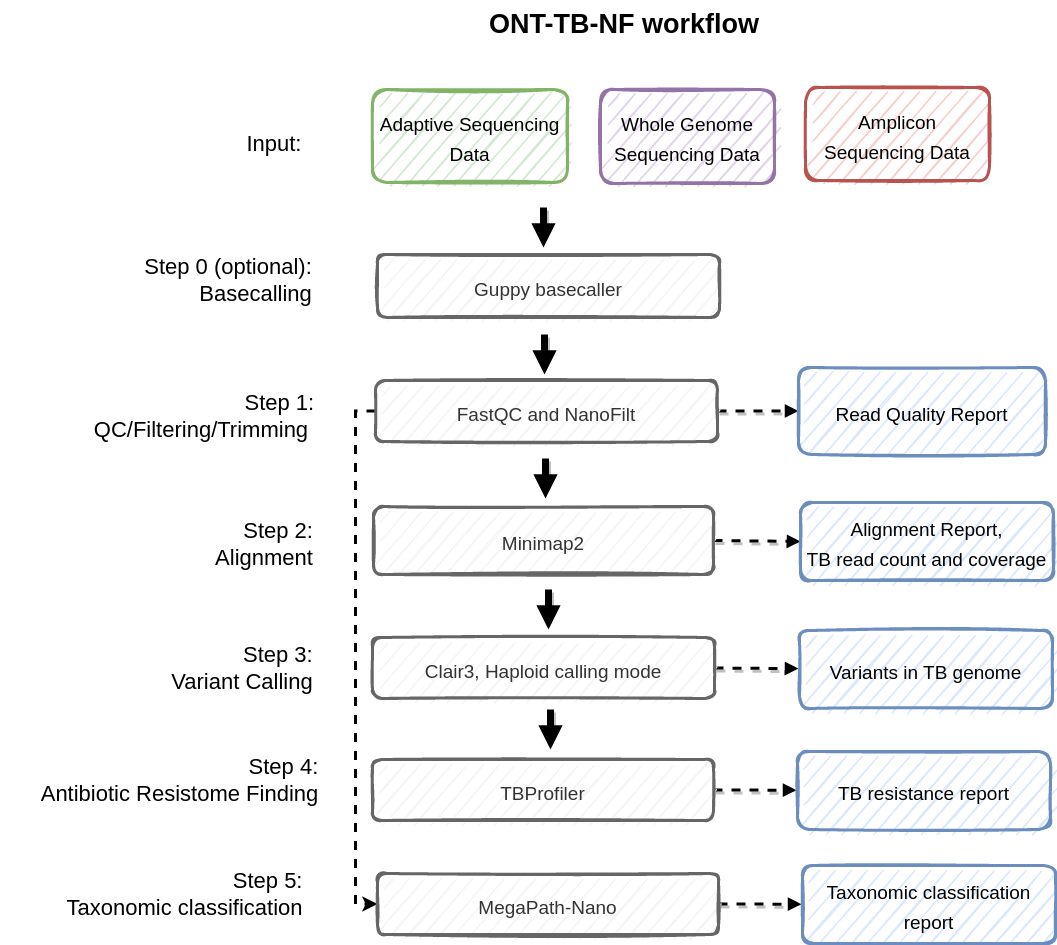 ONT-TB-NF workflow
Input:
Adaptive Sequencing
Data
Whole Genome
Sequencing Data
Amplicon
Sequencing Data
Step 0 (optional):
Basecalling
Guppy basecaller
Step 1:
QC/Filtering/Trimming
FastQC and NanoFilt
Read Quality Report
Step 2:
Alignment
Minimap2
Alignment Report,
TB read count and coverage
Step 3:
Variant Calling
Clair3, Haploid calling mode
Variants in TB genome
Step 4:
Antibiotic Resistome Finding
TBProfiler
TB resistance report
Step 5:
Taxonomic classification
MegaPath-Nano
Taxonomic classification
report